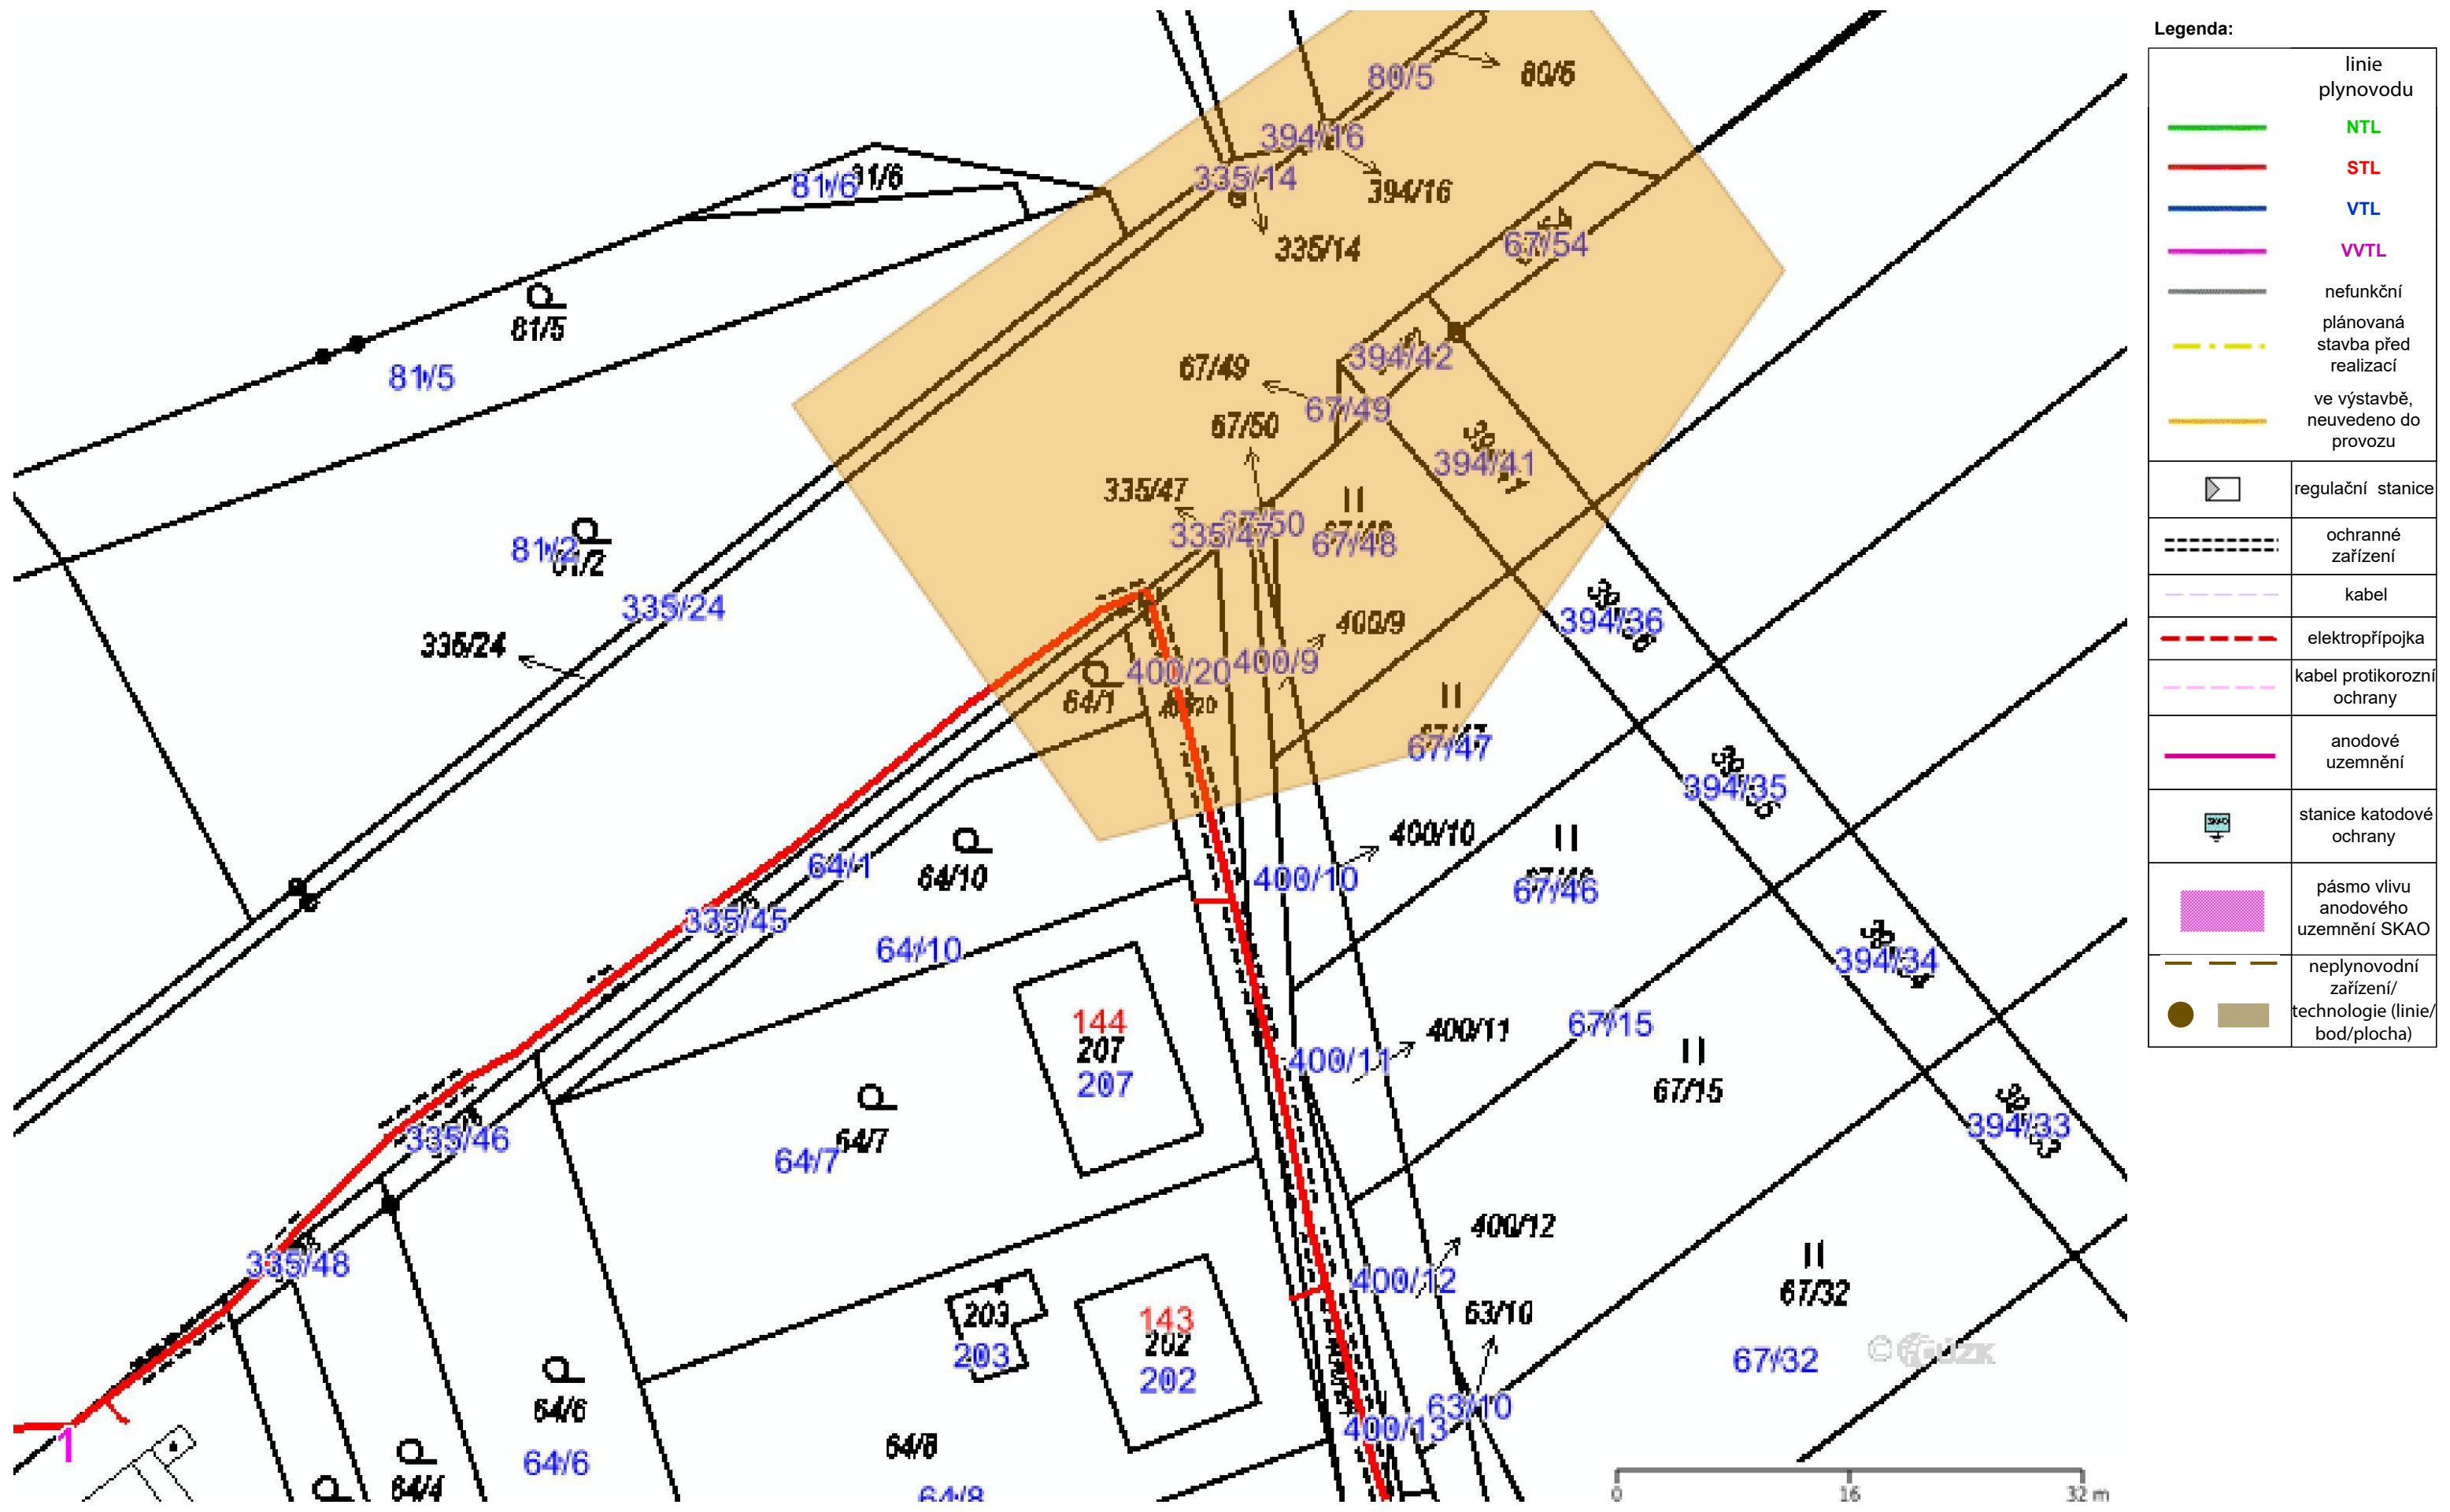 Legenda:
linie
plynovodu
NTL
STL
VTL
VVTL
nefunkční
plánovaná
stavba před
realizací
ve výstavbě,
neuvedeno do
provozu
regulační stanice
ochranné
zařízení
kabel
elektropřípojka
kabel protikorozní
ochrany
anodové
uzemnění
SKAO
stanice katodové
ochrany
pásmo vlivu
anodového
uzemnění SKAO
neplynovodní
zařízení/
technologie (linie/
bod/plocha)
80/5
80/6
394/16
335/14
394/16
335/14
81/6
81/6
67/54
81/5
81/5
394/42
67/49
67/49
67/50
394/41
335/47
67/50
335/47
67/48
81/2
81/2
335/24
335/24
394/36
400/9
400/9
400/20
64/1
67/47
394/35
400/10
400/10
64/1
64/10
67/46
335/45
64/10
394/34
144
207
207
400/11
400/11
67/15
67/15
335/46
64/7
64/7
394/33
400/12
400/12
335/48
203
203
143
202
202
63/10
63/10
67/32
67/32
400/13
1
64/6
64/6
64/4
64/8
64/8
0
16
32 m